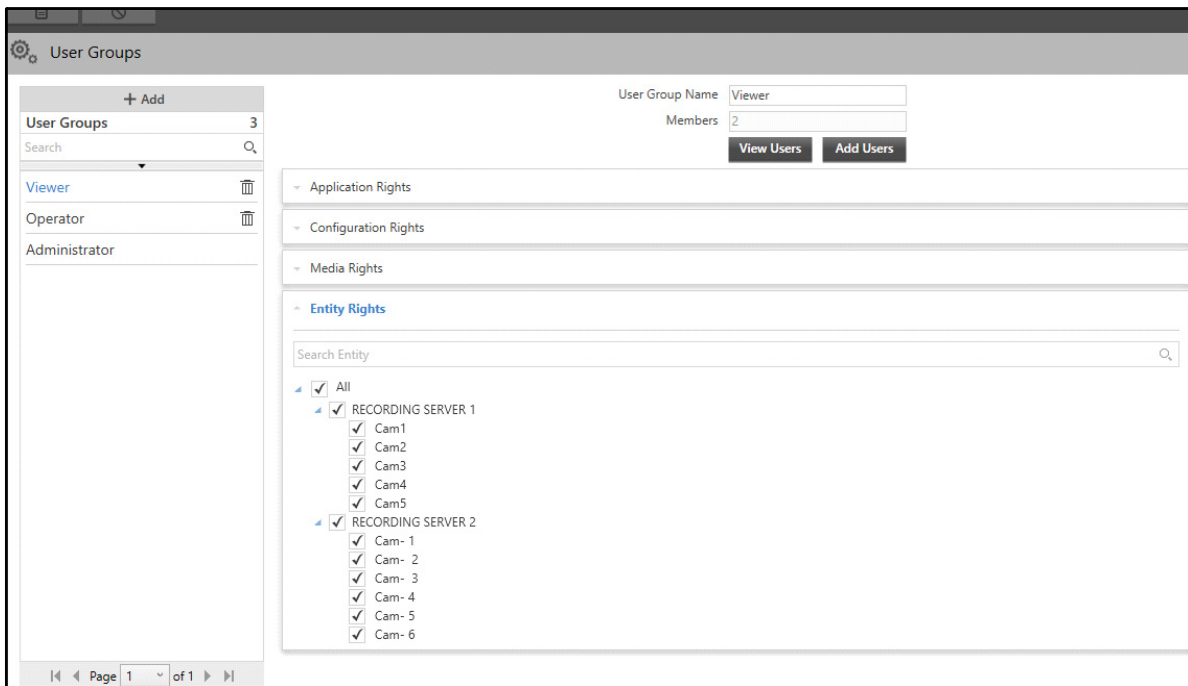 User Groups
+ Add
User Groups 3
Search
Viewer
Operator
Administrator
Page 1 of 1
User Group Name Viewer
Members 2
View Users Add Users
Application Rights
Configuration Rights
Media Rights
Entity Rights
Search Entity
All
RECORDING SERVER 1
Cam1
Cam2
Cam3
Cam4
Cam5
RECORDING SERVER 2
Cam- 1
Cam-  2
Cam-  3
Cam- 4
Cam- 5
Cam- 6